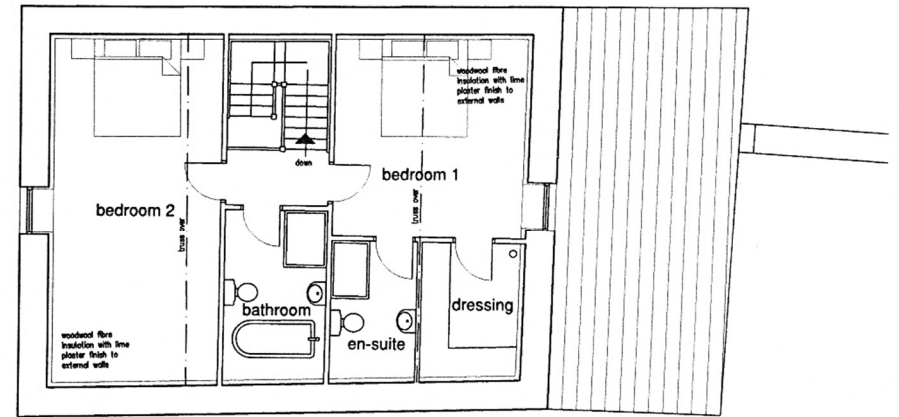 woodwool fibre
insulation with lime
plaster finish to
external walls
down
bedroom 1
bedroom 2
truss over
truss over
bathroom
dressing
en-suite
woodwool fibre
insulation with lime
plaster finish to
external walls